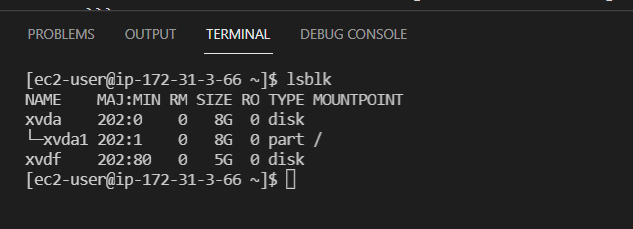 PROBLEMS OUTPUT TERMINAL DEBUG CONSOLE
[ec2-user@ip-172-31-3-66 ~]$ lsblk
NAME    MAJ:MIN RM SIZE RO TYPE MOUNTPOINT
xvda    202:0    0   8G  0 disk
└─xvda1 202:1    0   8G  0 part /
xvdf    202:80   0   5G  0 disk
[ec2-user@ip-172-31-3-66 ~]$